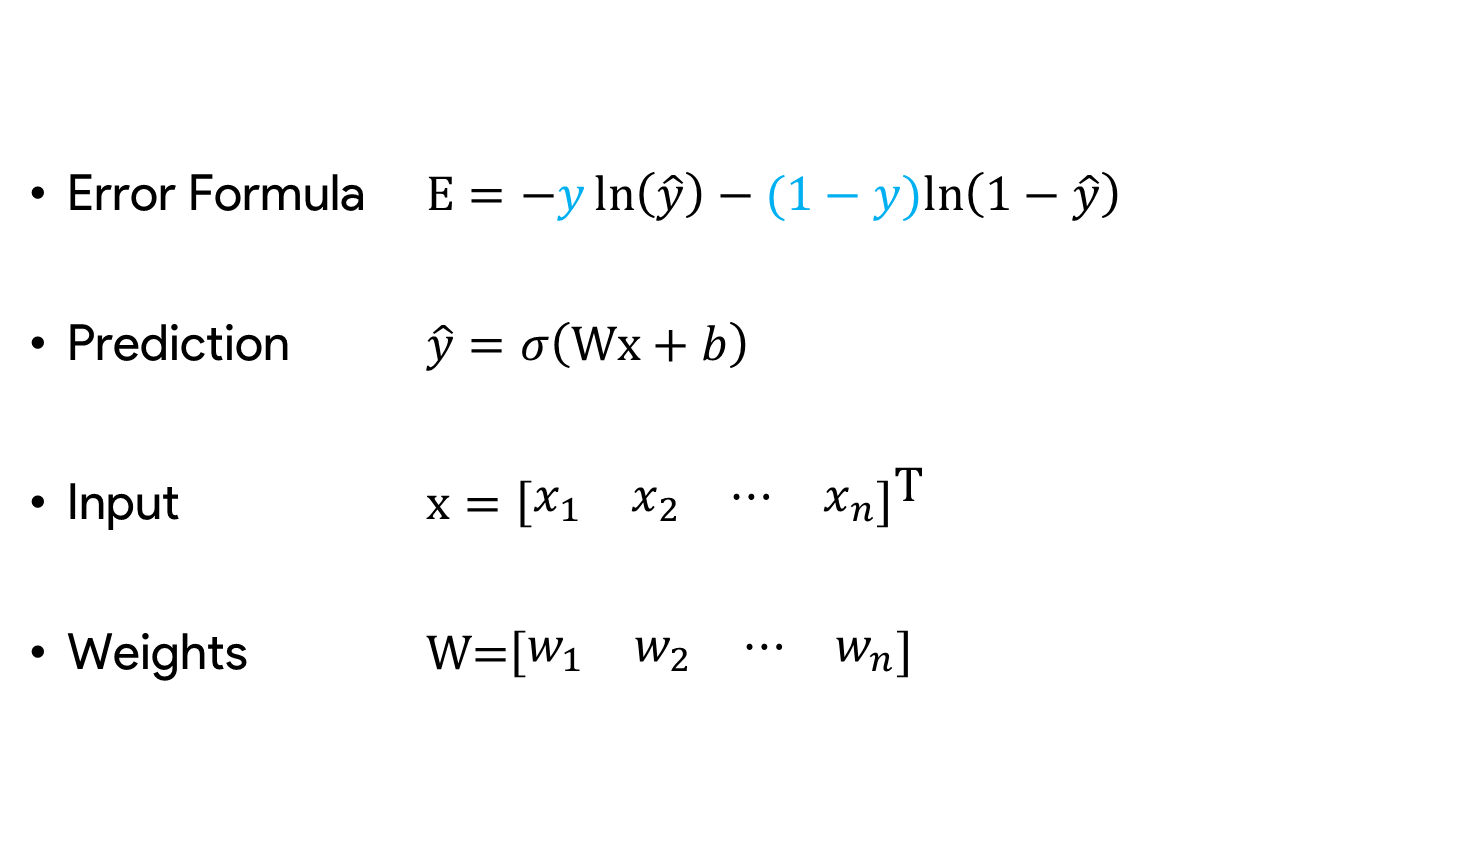 • Error Formula E = −y ln(ŷ) − (1 − y)ln(1 − ŷ)
• Prediction ŷ = σ(Wx + b)
• Input x = [x₁ x₂ ⋯ xₙ]ᵀ
• Weights W=[w₁ w₂ ⋯ wₙ]